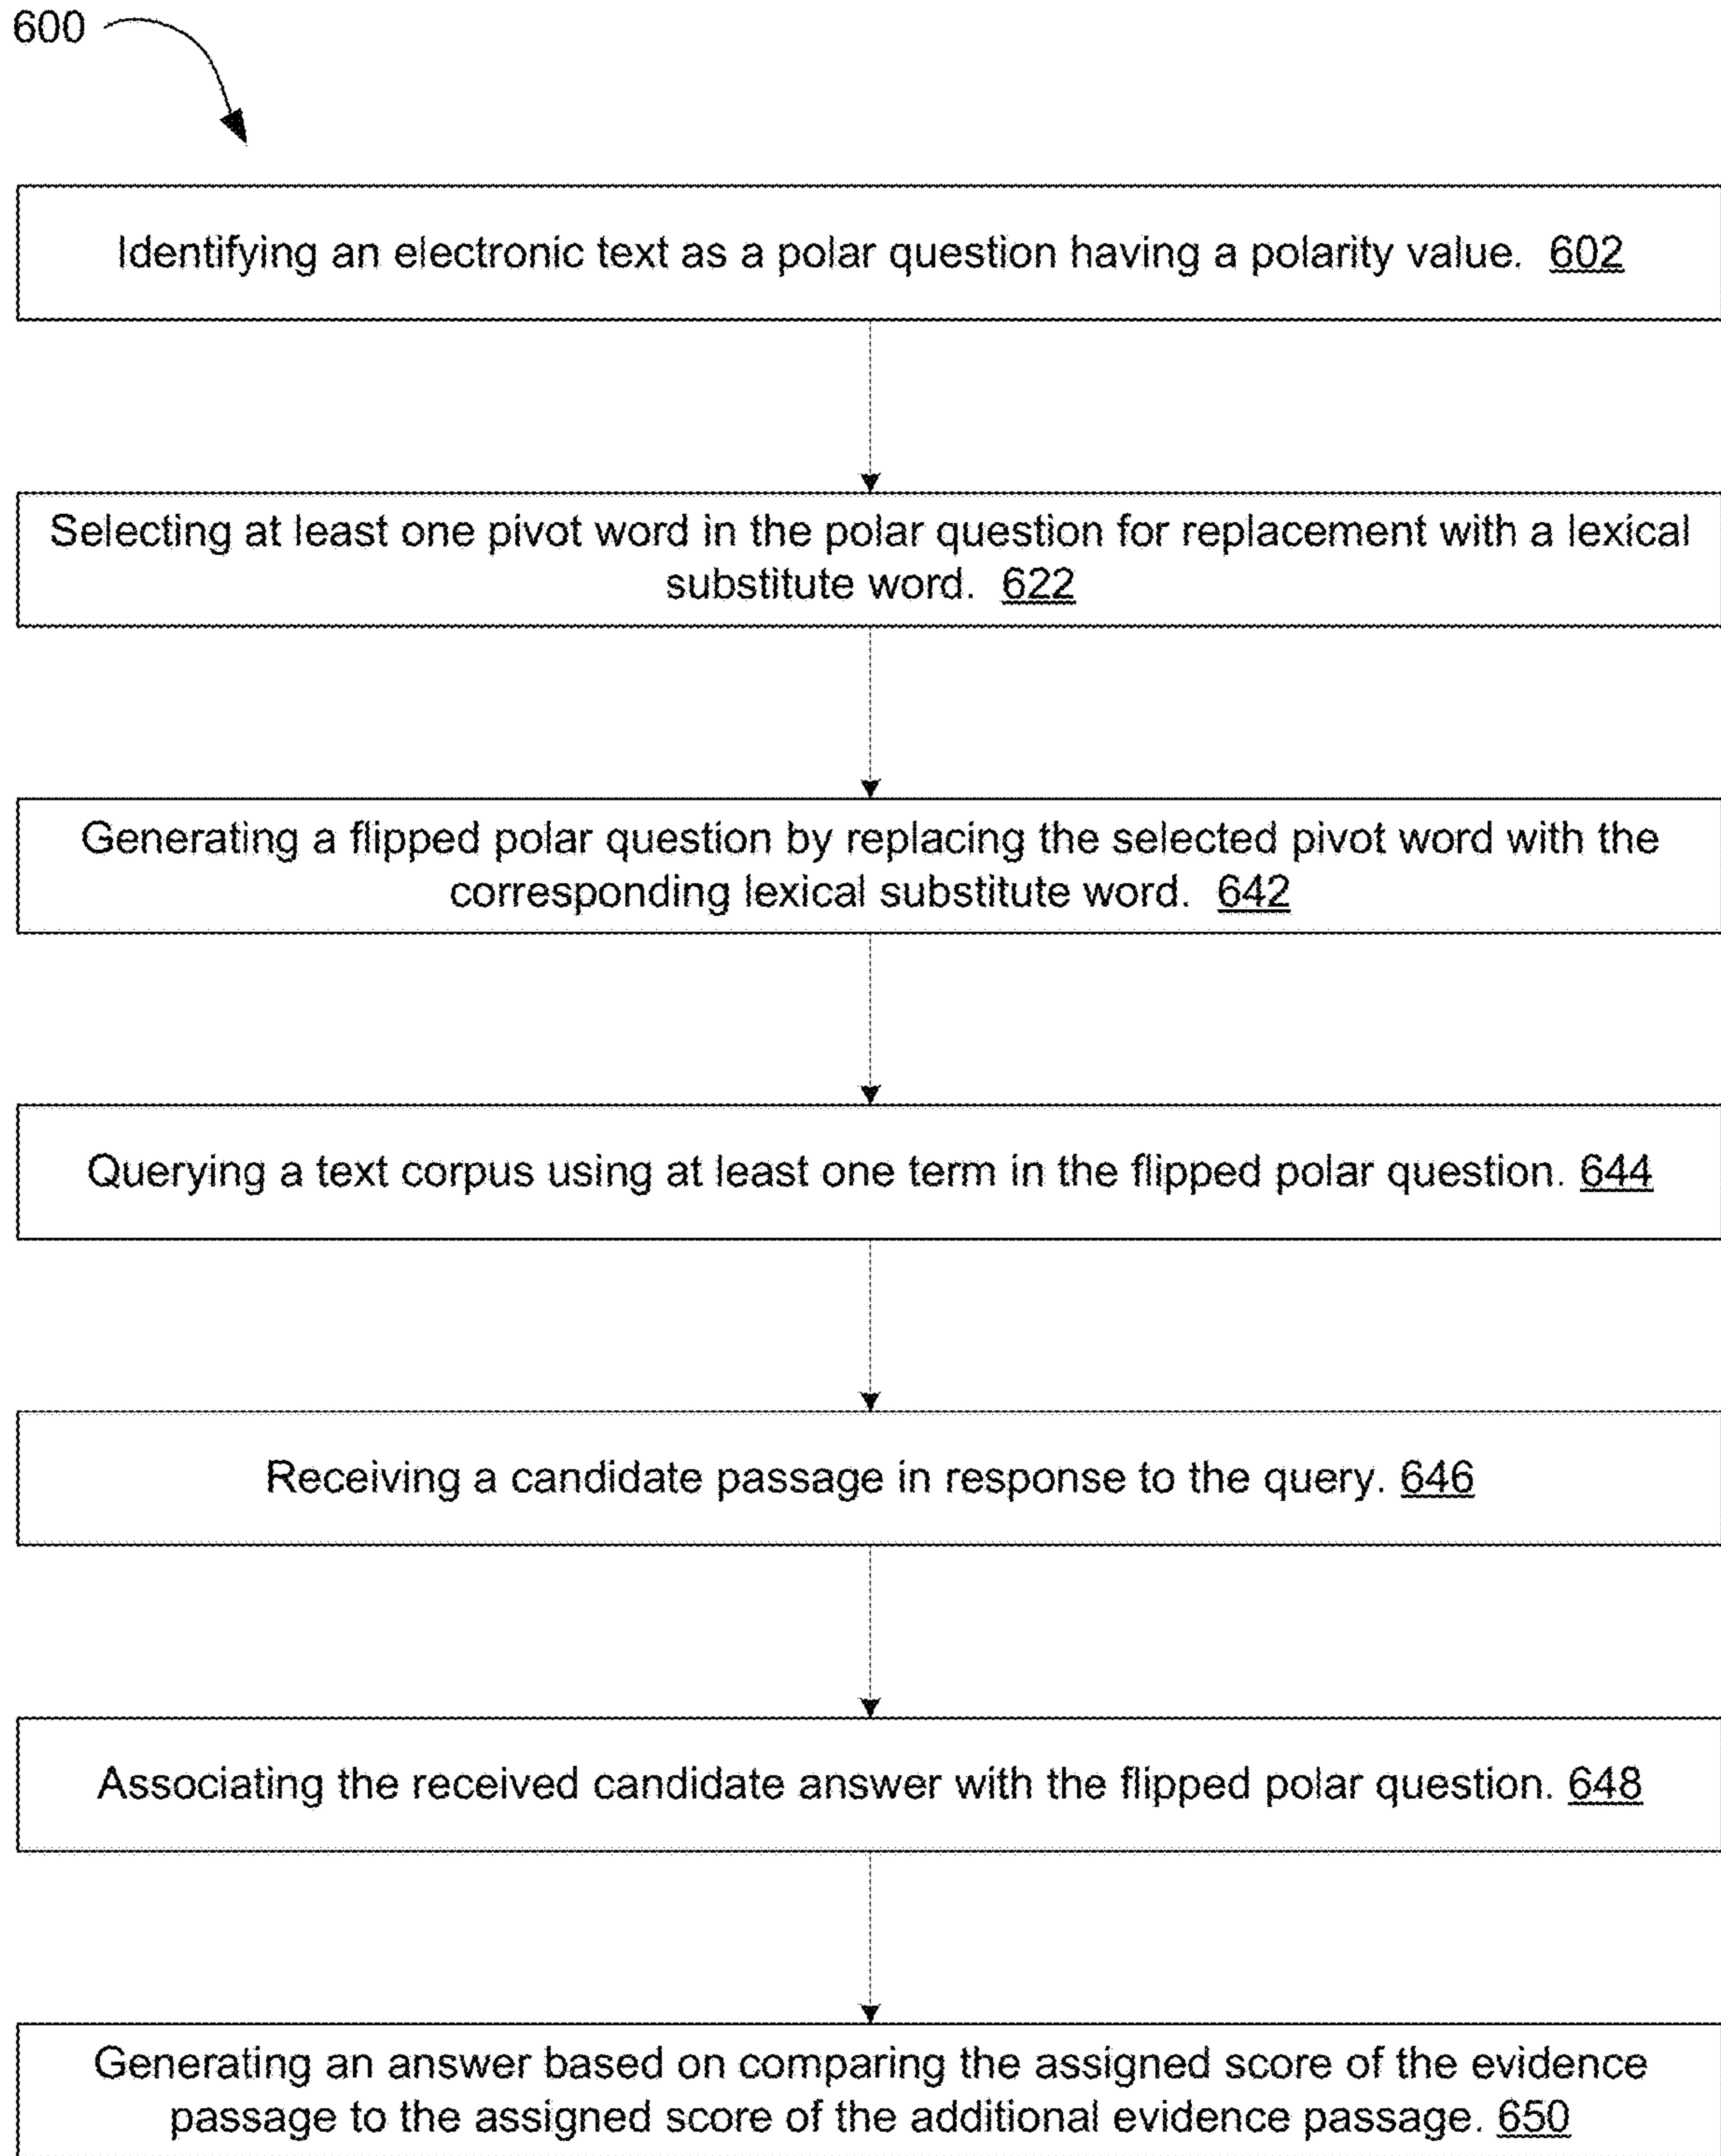 600
Identifying an electronic text as a polar question having a polarity value. 602
Selecting at least one pivot word in the polar question for replacement with a lexical
substitute word. 622
Generating a flipped polar question by replacing the selected pivot word with the
corresponding lexical substitute word. 642
Querying a text corpus using at least one term in the flipped polar question. 644
Receiving a candidate passage in response to the query. 646
Associating the received candidate answer with the flipped polar question. 648
Generating an answer based on comparing the assigned score of the evidence
passage to the assigned score of the additional evidence passage. 650